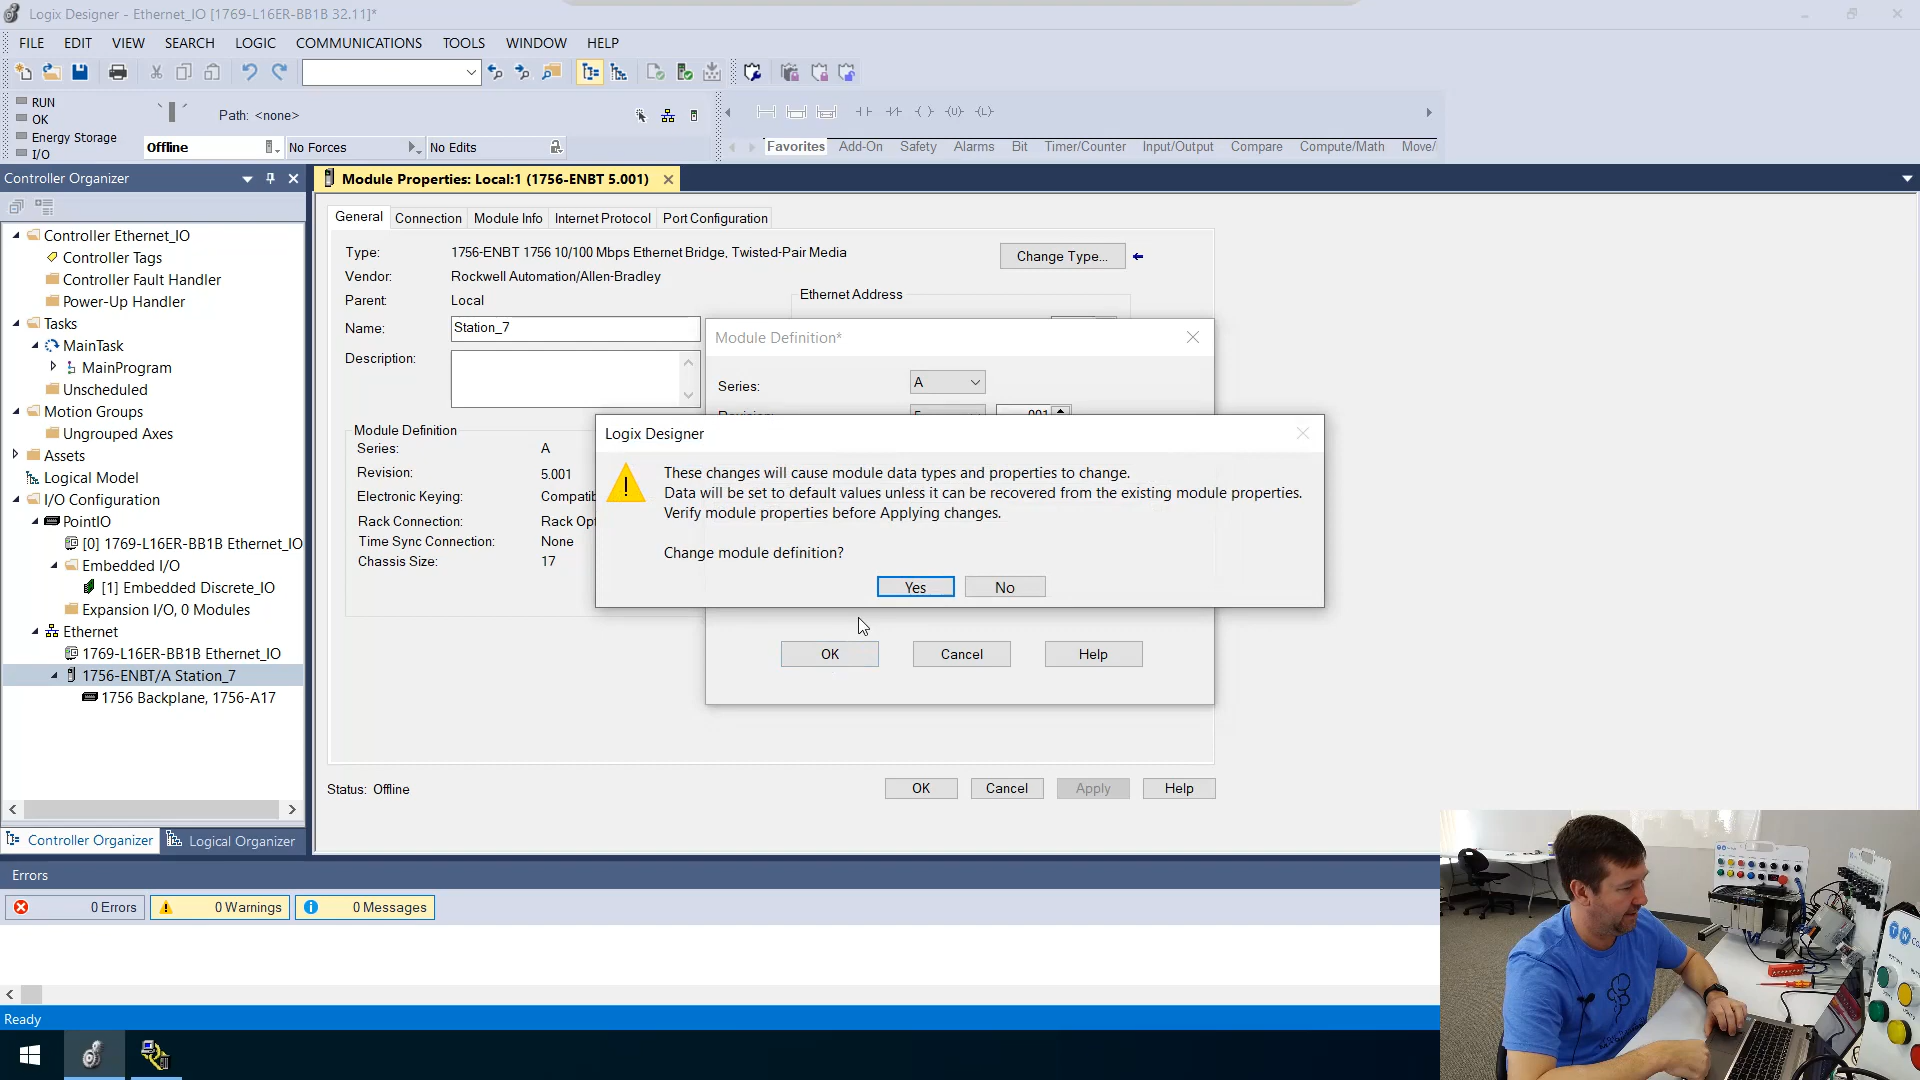 Logix Designer - Ethernet_IO [1769-L16ER-BB1B 32.11]*
FILE EDIT VIEW SEARCH LOGIC COMMUNICATIONS TOOLS WINDOW HELP
RUN
OK
Energy Storage
I/O
Path: <none>
Offline
No Forces
No Edits
Favorites Add-On Safety Alarms Bit Timer/Counter Input/Output Compare Compute/Math Move/
Controller Organizer
Controller Ethernet_IO
Controller Tags
Controller Fault Handler
Power-Up Handler
Tasks
MainTask
MainProgram
Unscheduled
Motion Groups
Ungrouped Axes
Assets
Logical Model
I/O Configuration
PointIO
[0] 1769-L16ER-BB1B Ethernet_IO
Embedded I/O
[1] Embedded Discrete_IO
Expansion I/O, 0 Modules
Ethernet
1769-L16ER-BB1B Ethernet_IO
1756-ENBT/A Station_7
1756 Backplane, 1756-A17
Controller Organizer
Logical Organizer
Module Properties: Local:1 (1756-ENBT 5.001)
General Connection Module Info Internet Protocol Port Configuration
Type: 1756-ENBT 1756 10/100 Mbps Ethernet Bridge, Twisted-Pair Media
Change Type...
Vendor: Rockwell Automation/Allen-Bradley
Parent: Local
Ethernet Address
Name: Station_7
Description:
Module Definition
Series: A
Revision: 5.001
Electronic Keying: Compatib
Rack Connection: Rack Opt
Time Sync Connection: None
Chassis Size: 17
Module Definition*
Series: A
Logix Designer
These changes will cause module data types and properties to change.
Data will be set to default values unless it can be recovered from the existing module properties.
Verify module properties before Applying changes.
Change module definition?
Yes No
OK Cancel Help
Status: Offline
OK Cancel Apply Help
Errors
0 Errors
0 Warnings
0 Messages
Ready